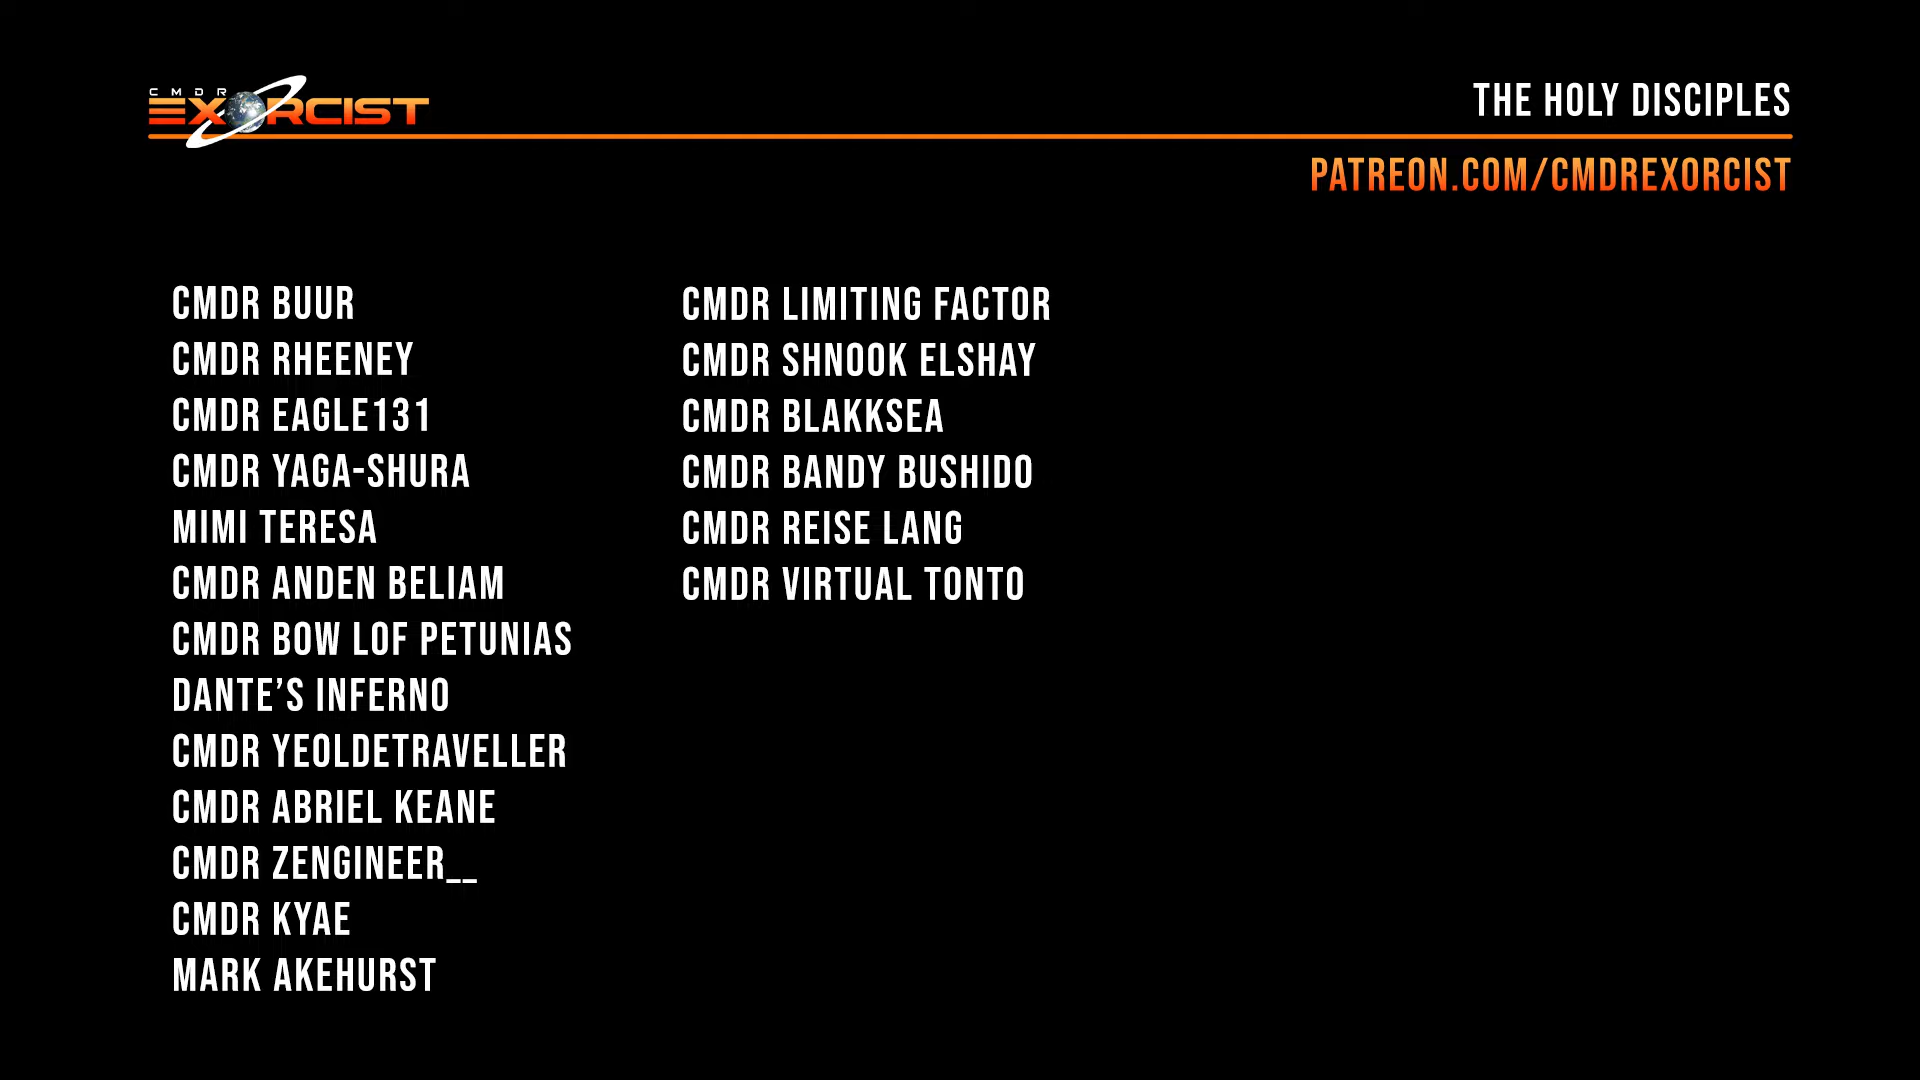 CMDR
EXORCIST
THE HOLY DISCIPLES
PATREON.COM/CMDREXORCIST
CMDR BUUR
CMDR RHEENEY
CMDR EAGLE131
CMDR YAGA-SHURA
MIMI TERESA
CMDR ANDEN BELIAM
CMDR BOW LOF PETUNIAS
DANTE’S INFERNO
CMDR YEOLDETRAVELLER
CMDR ABRIEL KEANE
CMDR ZENGINEER__
CMDR KYAE
MARK AKEHURST
CMDR LIMITING FACTOR
CMDR SHNOOK ELSHAY
CMDR BLAKKSEA
CMDR BANDY BUSHIDO
CMDR REISE LANG
CMDR VIRTUAL TONTO